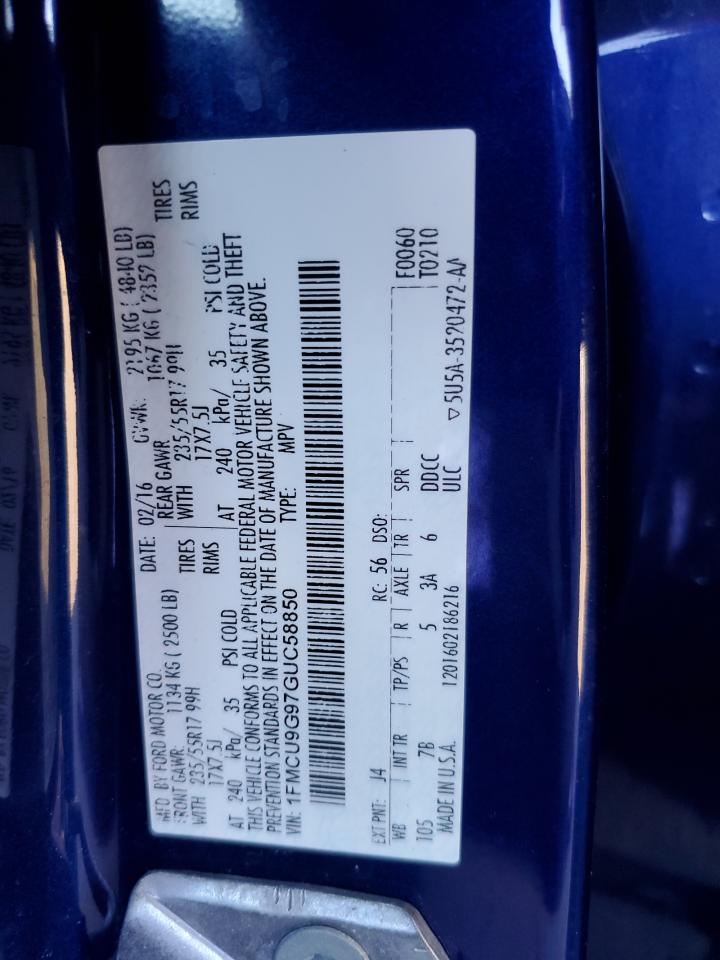 MFD BY FORD MOTOR CO. DATE: 02/16 GVWR: 2195 KG ( 4840 LB)
FRONT GAWR: 1134 KG ( 2500 LB) REAR GAWR 1067 KG ( 2352 LB)
WITH 235/55R17 99H TIRES WITH 235/55R17 99H TIRES
17X7.5J RIMS 17X7.5J RIMS
AT 240 kPa/ 35 PSI COLD AT 240 kPa/ 35 PSI COLD
THIS VEHICLE CONFORMS TO ALL APPLICABLE FEDERAL MOTOR VEHICLE SAFETY AND THEFT
PREVENTION STANDARDS IN EFFECT ON THE DATE OF MANUFACTURE SHOWN ABOVE.
VIN: 1FMCU9G97GUC58850 TYPE: MPV
EXT PNT: J4 RC: 56 DSO: F0060
WB INT TR TP/PS R AXLE TR SPR T0210
105 7B 5 3A 6 DDCC
MADE IN U.S.A. 1201602186216 ULC ▽5U5A-3520472-AA